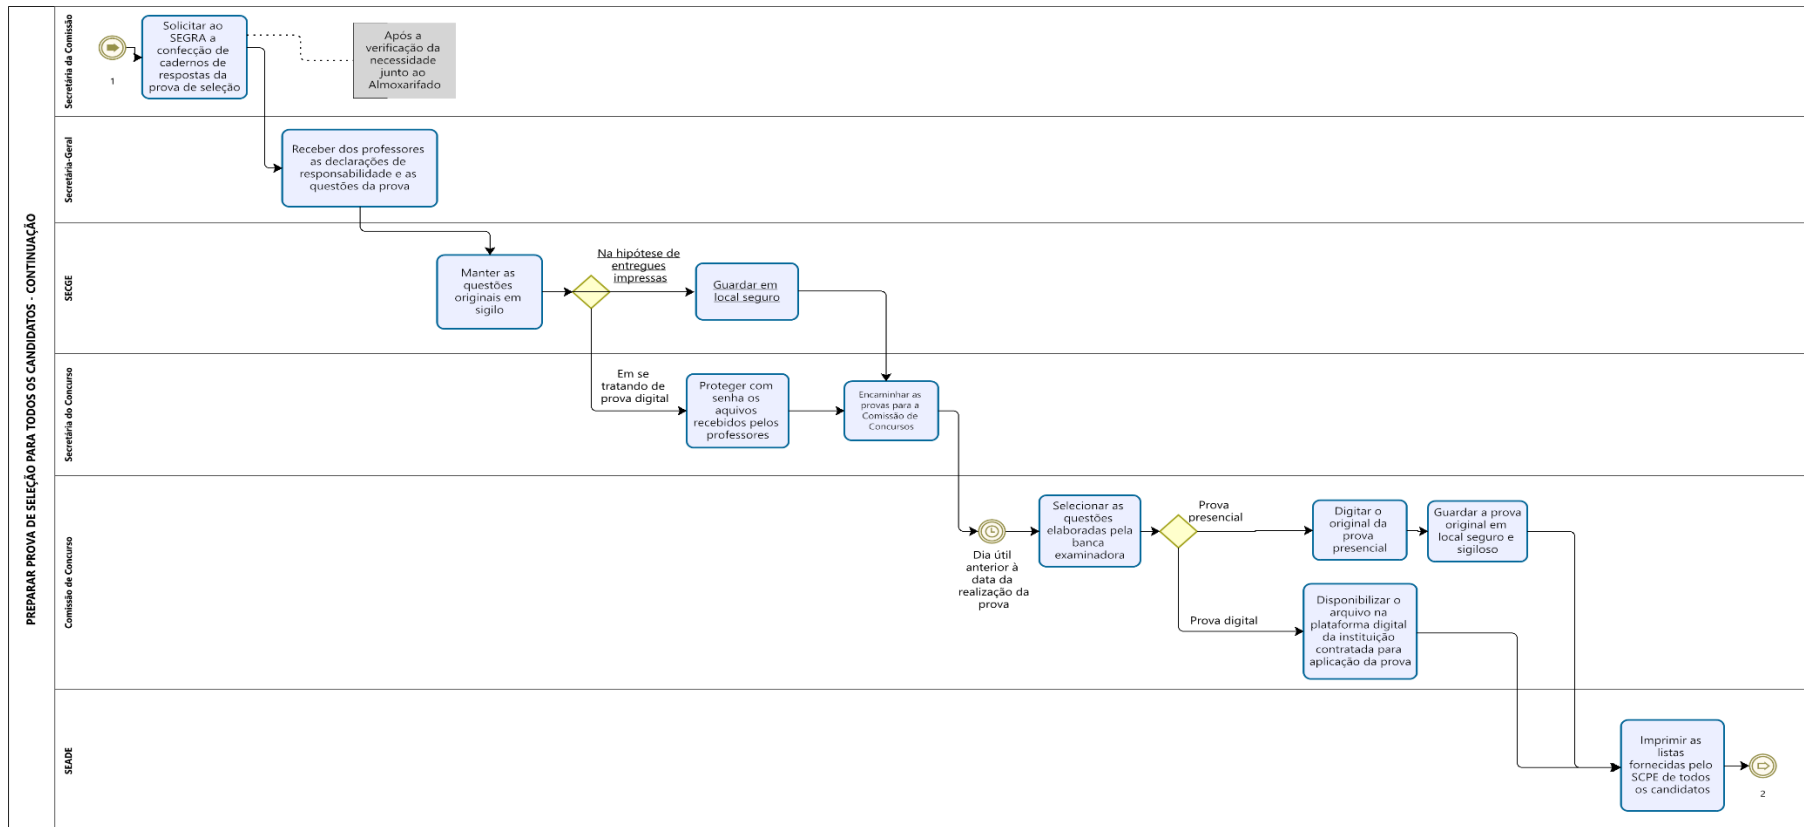 PREPARAR PROVA DE SELEÇÃO PARA TODOS OS CANDIDATOS - CONTINUAÇÃO
Secretária da Comissão
1
Solicitar ao
SEGRA a
confecção de
cadernos de
respostas da
prova de seleção
Após a
verificação da
necessidade
junto ao
Almoxarifado
Secretária-Geral
Receber dos professores
as declarações de
responsabilidade e as
questões da prova
SECGE
Manter as
questões
originais em
sigilo
Na hipótese de
entregues
impressas
Guardar em
local seguro
Secretária do Concurso
Em se
tratando de
prova digital
Proteger com
senha os
aquivos
recebidos pelos
professores
Encaminhar as
provas para a
Comissão de
Concursos
Comissão de Concurso
Dia útil
anterior à
data da
realização da
prova
Selecionar as
questões
elaboradas pela
banca
examinadora
Prova
presencial
Digitar o
original da
prova
presencial
Guardar a prova
original em
local seguro e
sigiloso
Prova digital
Disponibilizar o
arquivo na
plataforma digital
da instituição
contratada para
aplicação da prova
SEADE
Imprimir as
listas
fornecidas pelo
SCPE de todos
os candidatos
2